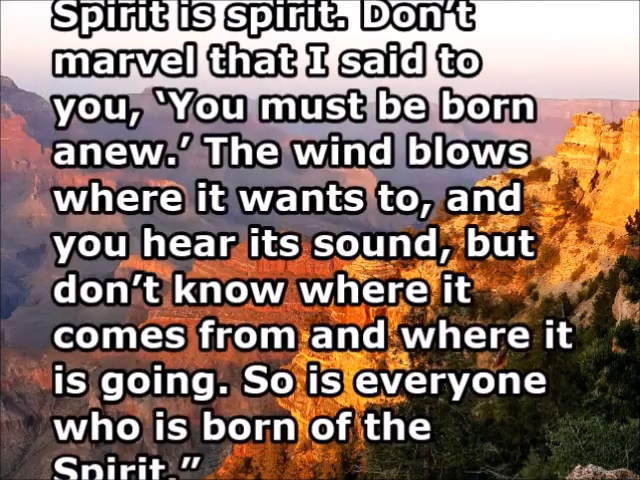 Spirit is spirit. Don’t
marvel that I said to
you, ‘You must be born
anew.’ The wind blows
where it wants to, and
you hear its sound, but
don’t know where it
comes from and where it
is going. So is everyone
who is born of the
Spirit.”